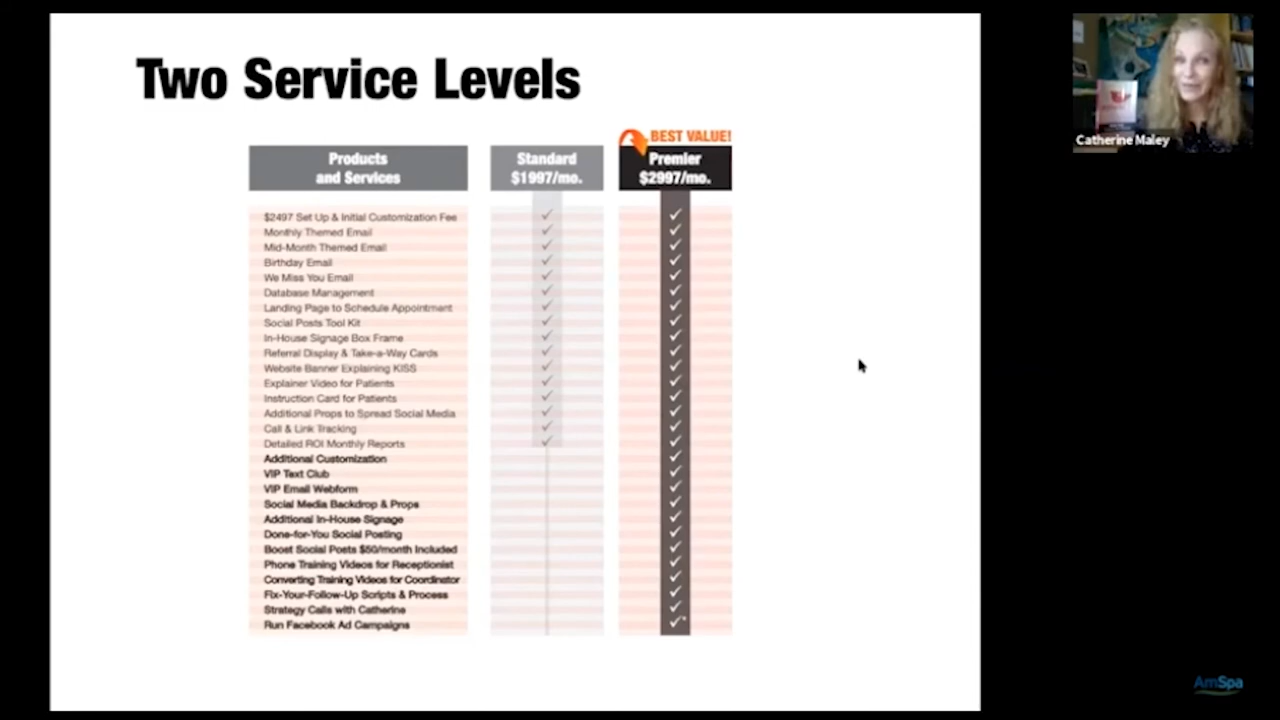 Two Service Levels
BEST VALUE!
Products
and Services
Standard
$1997/mo.
Premier
$2997/mo.
$2497 Set Up & Initial Customization Fee ✓ ✓
Monthly Themed Email ✓ ✓
Mid-Month Themed Email ✓ ✓
Birthday Email ✓ ✓
We Miss You Email ✓ ✓
Database Management ✓ ✓
Landing Page to Schedule Appointment ✓ ✓
Social Posts Tool Kit ✓ ✓
In-House Signage Box Frame ✓ ✓
Referral Display & Take-a-Way Cards ✓ ✓
Website Banner Explaining KISS ✓ ✓
Explainer Video for Patients ✓ ✓
Instruction Card for Patients ✓ ✓
Additional Props to Spread Social Media ✓ ✓
Call & Link Tracking ✓ ✓
Detailed ROI Monthly Reports ✓ ✓
Additional Customization ✓
VIP Text Club ✓
VIP Email Webform ✓
Social Media Backdrop & Props ✓
Additional In-House Signage ✓
Done-for-You Social Posting ✓
Boost Social Posts $50/month Included ✓
Phone Training Videos for Receptionist ✓
Converting Training Videos for Coordinator ✓
Fix-Your-Follow-Up Scripts & Process ✓
Strategy Calls with Catherine ✓
Run Facebook Ad Campaigns ✓*
Catherine Maley
AmSpa